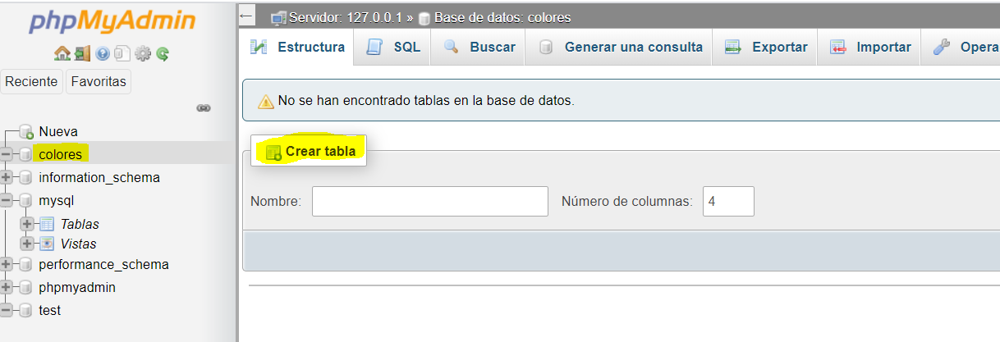 phpMyAdmin
Reciente Favoritas
Nueva
colores
information_schema
mysql
Tablas
Vistas
performance_schema
phpmyadmin
test
Servidor: 127.0.0.1 » Base de datos: colores
Estructura SQL Buscar Generar una consulta Exportar Importar Opera
No se han encontrado tablas en la base de datos.
Crear tabla
Nombre: Número de columnas: 4